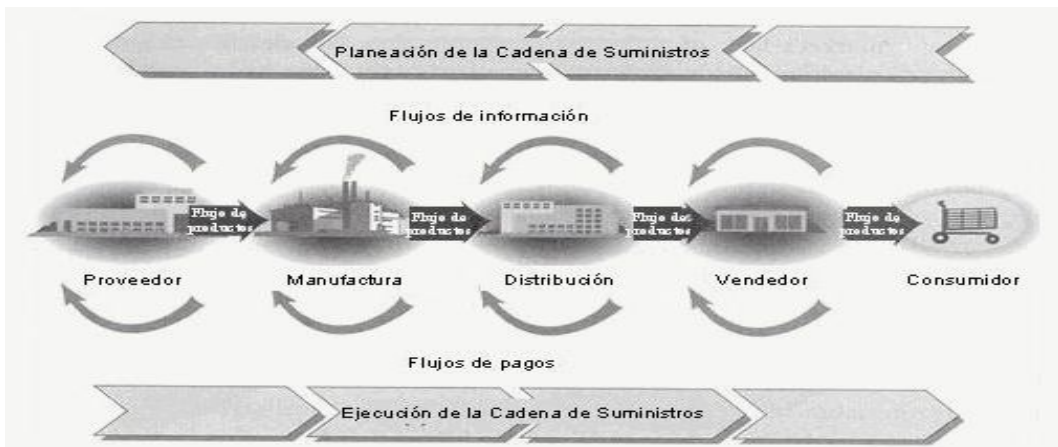 Planeación de la Cadena de Suministros
Flujos de información
Flujo de
productos
Flujo de
productos
Flujo de
productos
Flujo de
productos
Proveedor
Manufactura
Distribución
Vendedor
Consumidor
Flujos de pagos
Ejecución de la Cadena de Suministros